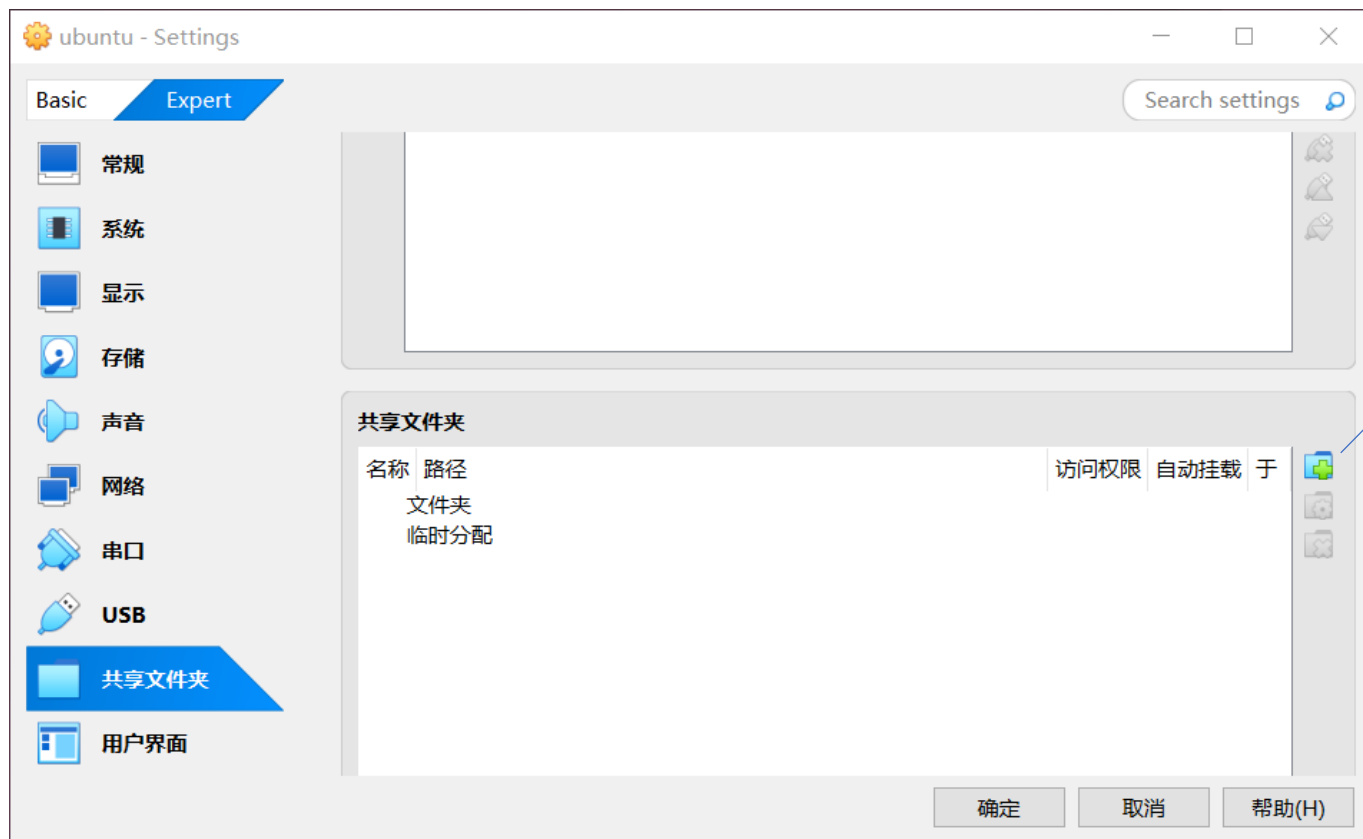 ubuntu - Settings
Basic Expert Search settings
常规
系统
显示
存储
声音
网络
串口
USB
共享文件夹
用户界面
共享文件夹
名称 路径 访问权限 自动挂载 于
文件夹
临时分配
确定 取消 帮助(H)